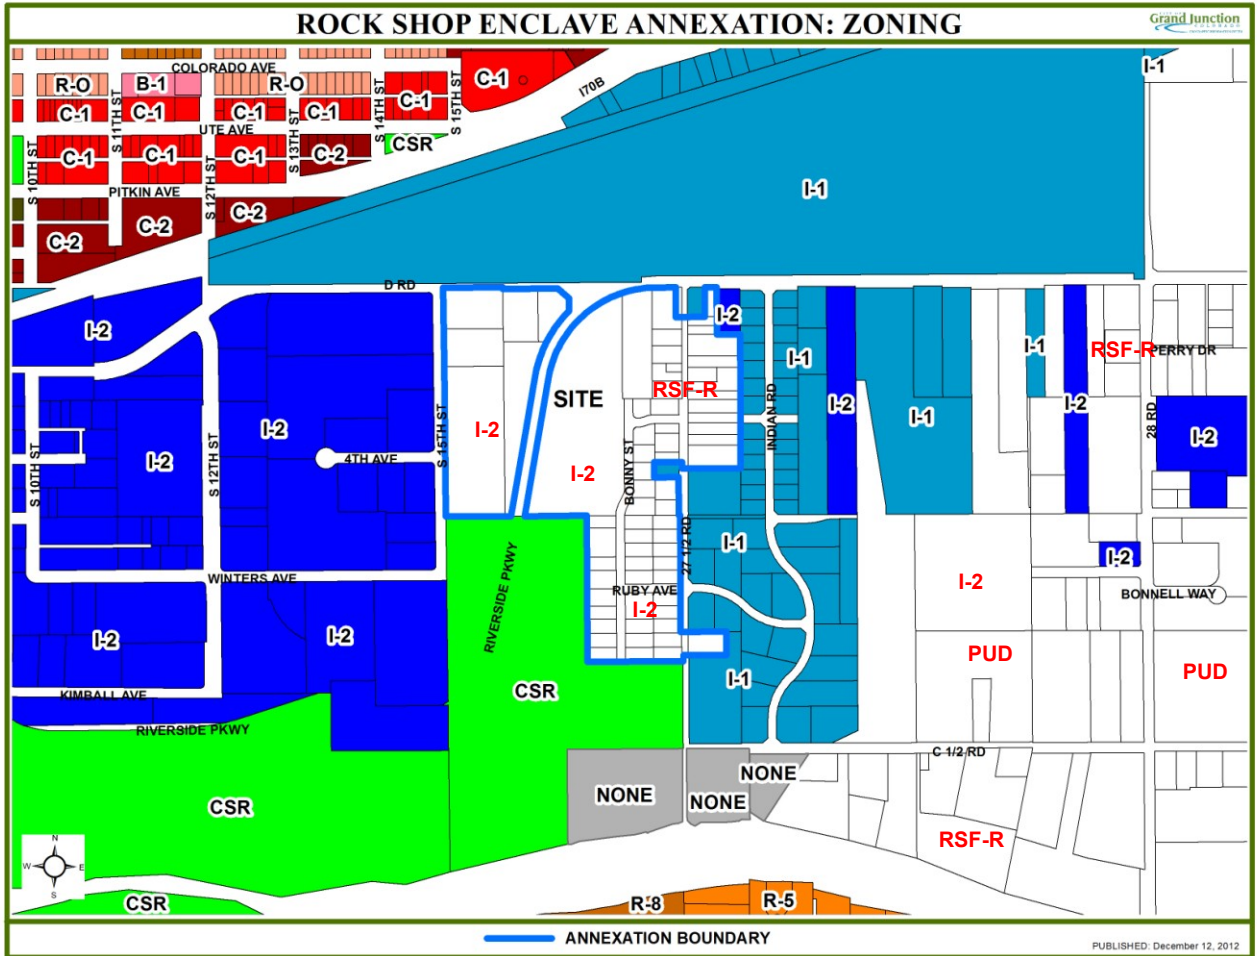 ROCK SHOP ENCLAVE ANNEXATION: ZONING
Grand Junction
COLORADO
COLORADO AVE
I-1
R-O
B-1
R-O
C-1
I70B
S 11TH ST
S 14TH ST
S 15TH ST
C-1
C-1
C-1
C-1
C-1
UTE AVE
S 13TH ST
CSR
C-1
C-1
C-1
C-2
S 10TH ST
S 12TH ST
PITKIN AVE
I-1
C-2
C-2
C-2
D RD
I-2
I-2
I-1
I-1
RSF-R
PERRY DR
SITE
RSF-R
I-2
I-2
I-1
I-2
28 RD
I-2
S 15TH ST
I-2
INDIAN RD
I-2
4TH AVE
S 10TH ST
S 12TH ST
I-2
BONNY ST
27 1/2 RD
I-1
I-2
WINTERS AVE
RIVERSIDE PKWY
RUBY AVE
I-2
I-2
BONNELL WAY
I-2
I-2
PUD
PUD
I-1
CSR
KIMBALL AVE
RIVERSIDE PKWY
C 1/2 RD
NONE
NONE
NONE
CSR
RSF-R
N
W
E
S
CSR
R-8
R-5
ANNEXATION BOUNDARY
PUBLISHED: December 12, 2012